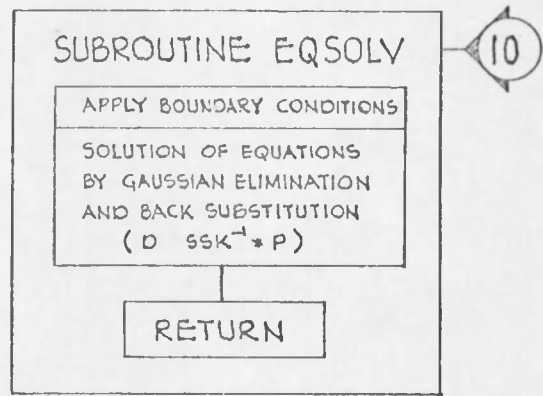 SUBROUTINE EQSOLV
10
APPLY BOUNDARY CONDITIONS
SOLUTION OF EQUATIONS
BY GAUSSIAN ELIMINATION
AND BACK SUBSTITUTION
( D SSK⁻¹ * P )
RETURN